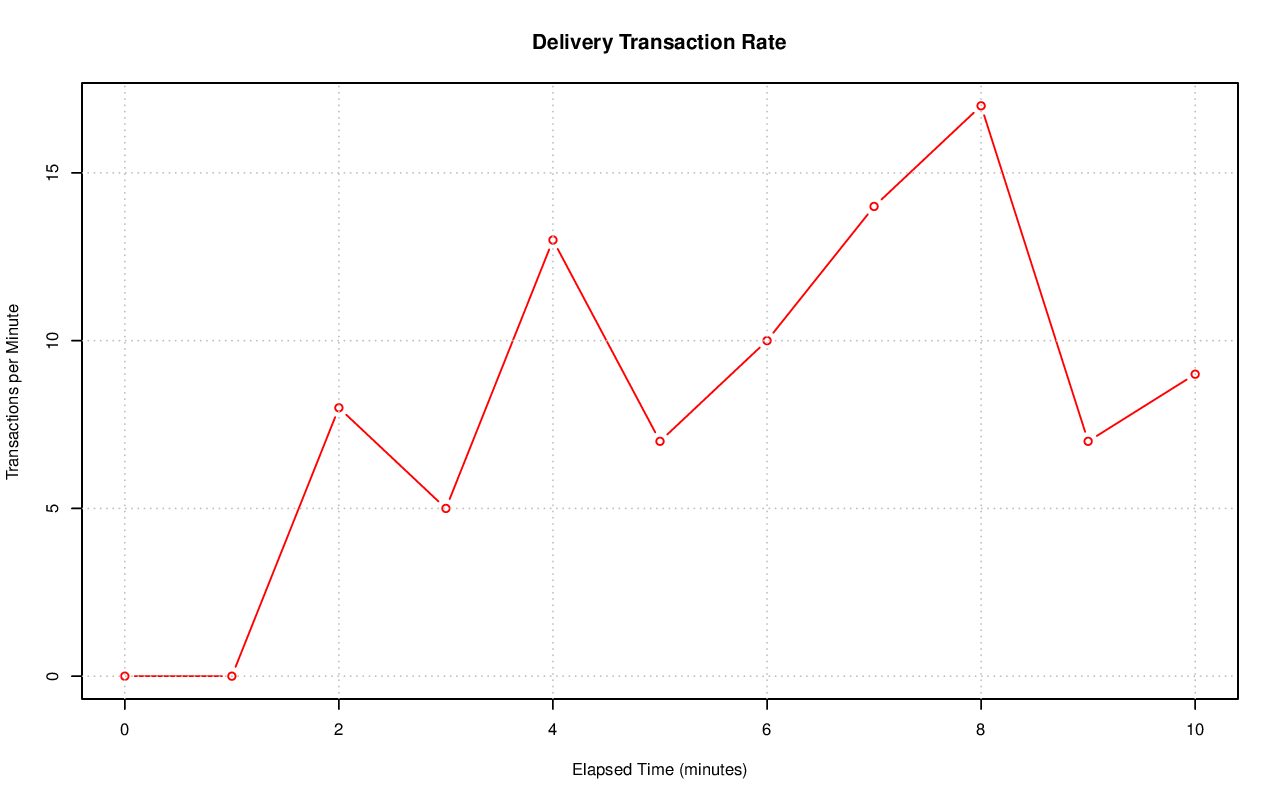 Delivery Transaction Rate
Transactions per Minute
15
10
5
0
0 2 4 6 8 10
Elapsed Time (minutes)